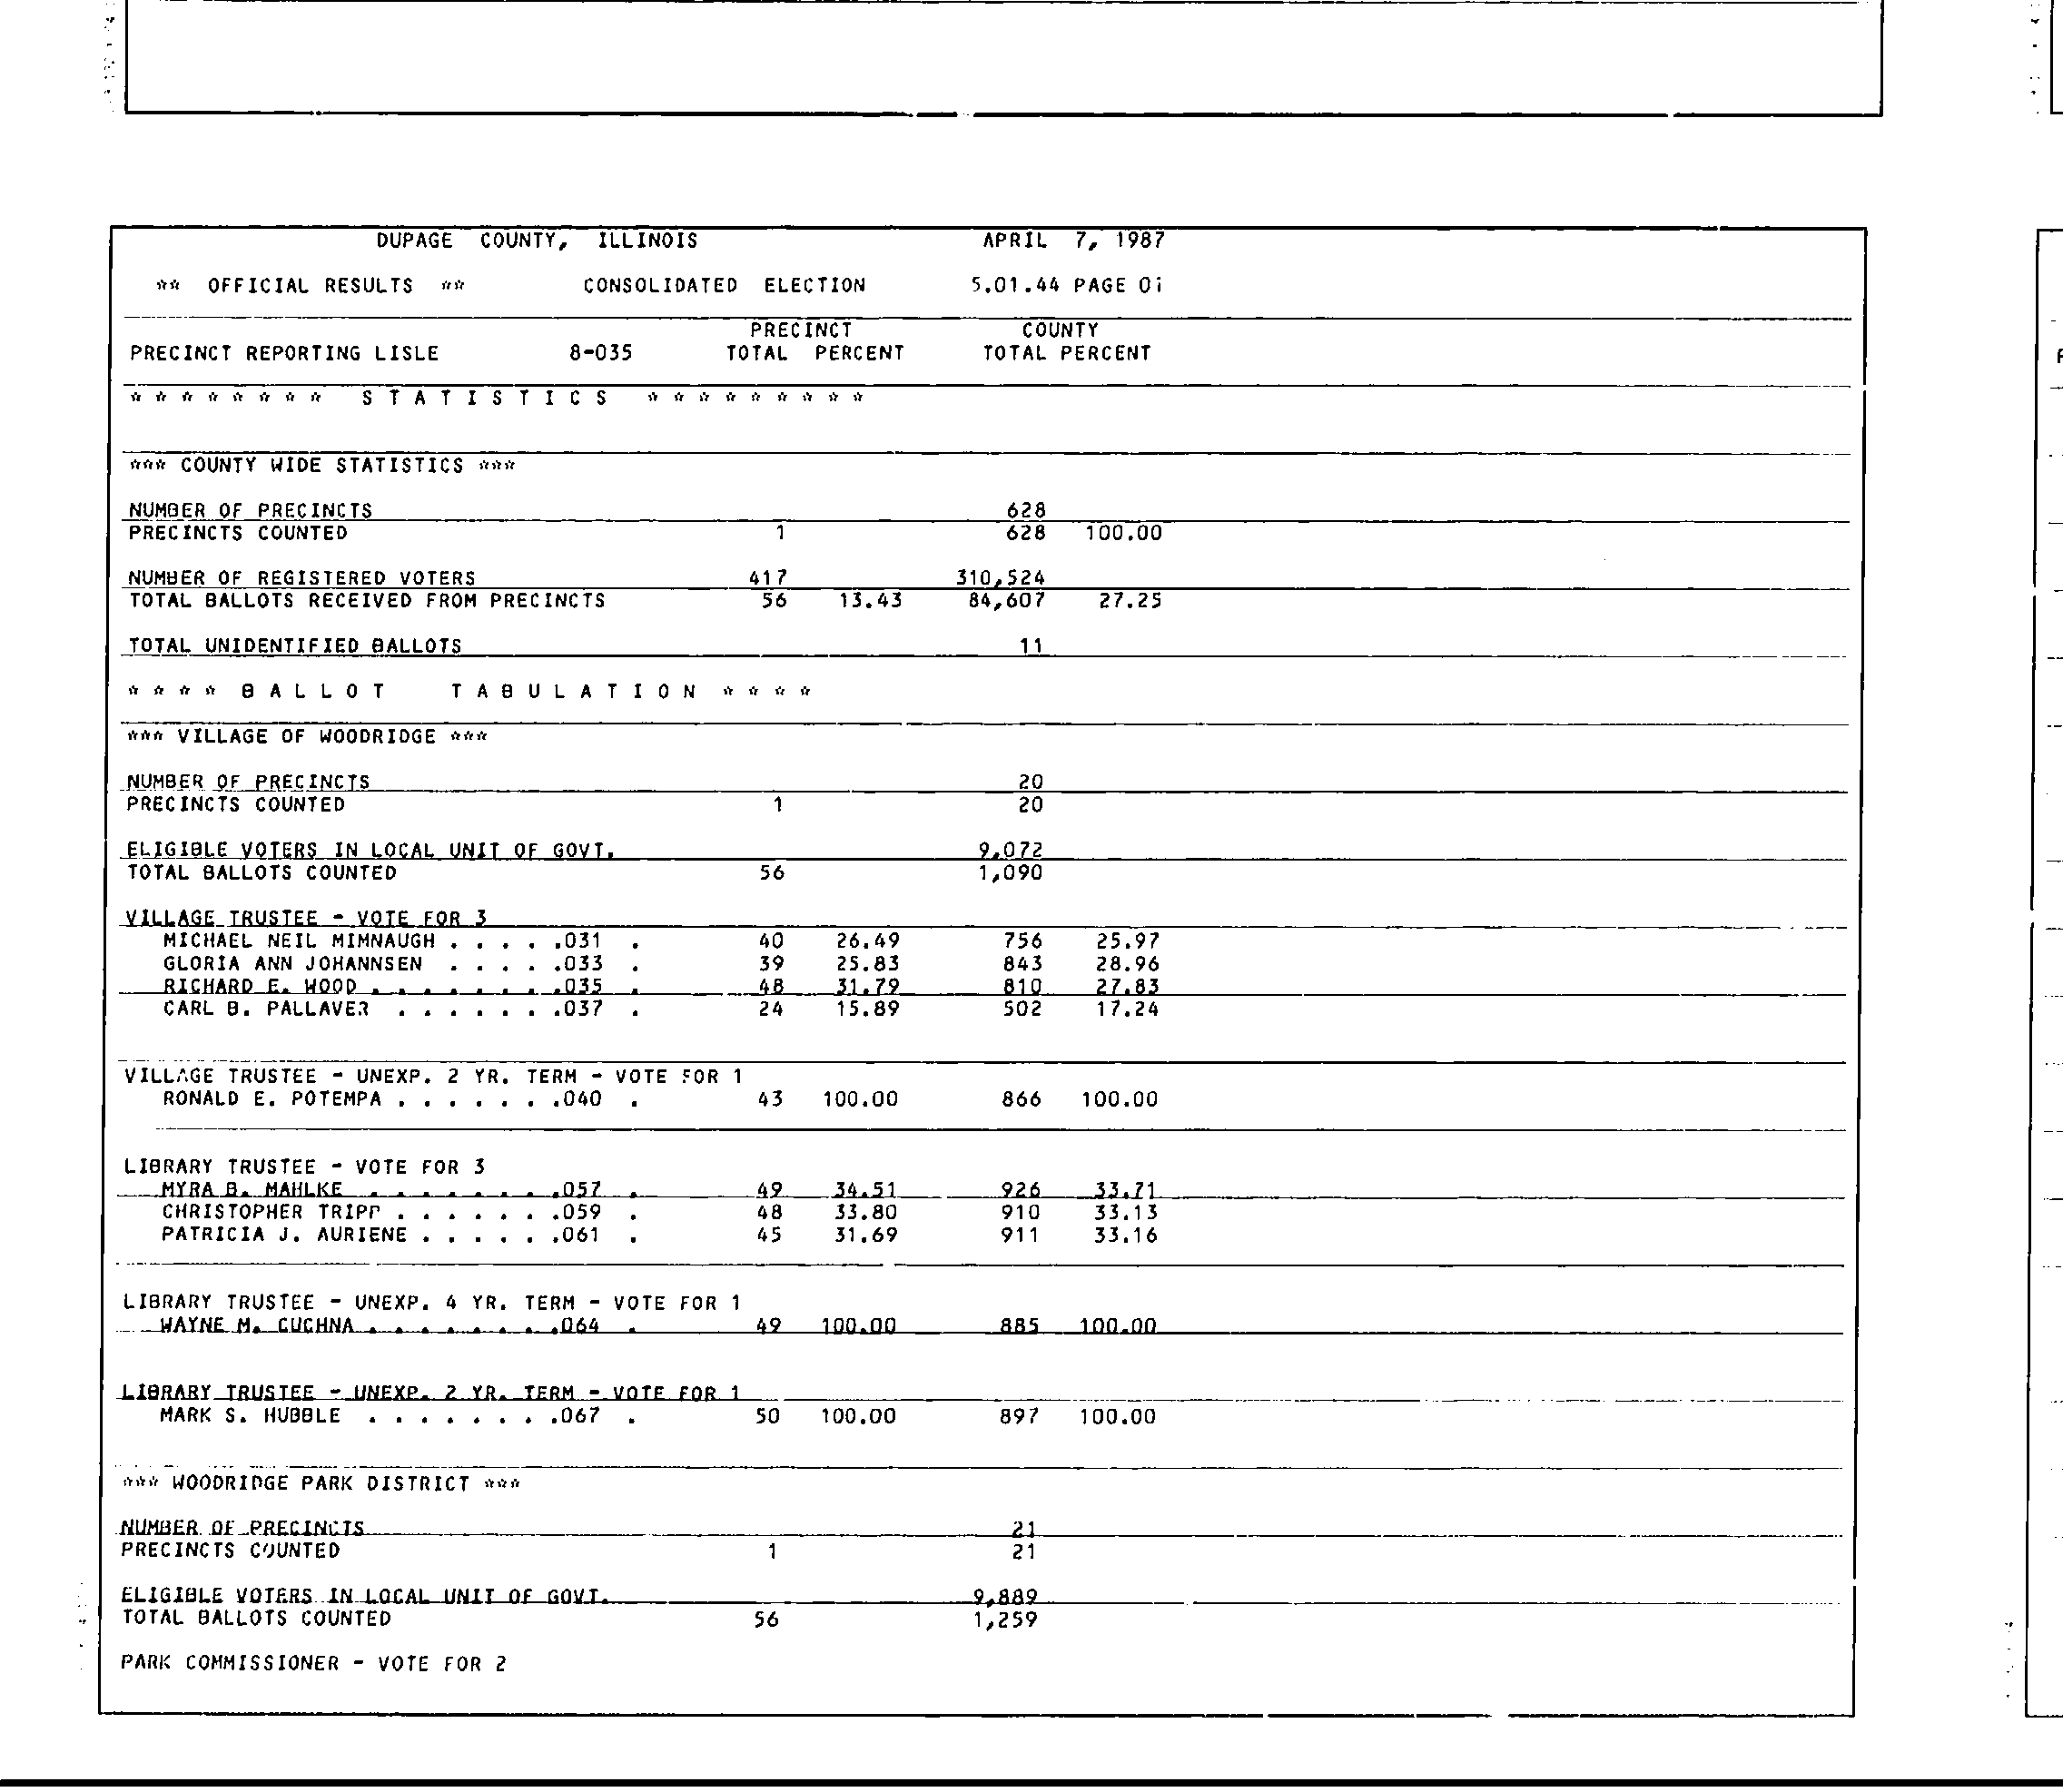 DUPAGE COUNTY, ILLINOIS APRIL 7, 1987
** OFFICIAL RESULTS ** CONSOLIDATED ELECTION 5.01.44 PAGE 01
PRECINCT COUNTY
PRECINCT REPORTING LISLE 8-035 TOTAL PERCENT TOTAL PERCENT
* * * * * * * * S T A T I S T I C S * * * * * * * * *
*** COUNTY WIDE STATISTICS ***
NUMBER OF PRECINCTS 628
PRECINCTS COUNTED 1 628 100.00
NUMBER OF REGISTERED VOTERS 417 310,524
TOTAL BALLOTS RECEIVED FROM PRECINCTS 56 13.43 84,607 27.25
TOTAL UNIDENTIFIED BALLOTS 11
* * * * B A L L O T T A B U L A T I O N * * * *
*** VILLAGE OF WOODRIDGE ***
NUMBER OF PRECINCTS 20
PRECINCTS COUNTED 1 20
ELIGIBLE VOTERS IN LOCAL UNIT OF GOVT. 9,072
TOTAL BALLOTS COUNTED 56 1,090
VILLAGE TRUSTEE - VOTE FOR 3
MICHAEL NEIL MIMNAUGH . . . . .031 . 40 26.49 756 25.97
GLORIA ANN JOHANNSEN . . . . .033 . 39 25.83 843 28.96
RICHARD E. WOOD . . . . . . . .035 . 48 31.79 810 27.83
CARL B. PALLAVER . . . . . . .037 . 24 15.89 502 17.24
VILLAGE TRUSTEE - UNEXP. 2 YR. TERM - VOTE FOR 1
RONALD E. POTEMPA . . . . . . .040 . 43 100.00 866 100.00
LIBRARY TRUSTEE - VOTE FOR 3
MYRA B. MAHLKE . . . . . . . .057 . 49 34.51 926 33.71
CHRISTOPHER TRIPP . . . . . . .059 . 48 33.80 910 33.13
PATRICIA J. AURIENE . . . . . .061 . 45 31.69 911 33.16
LIBRARY TRUSTEE - UNEXP. 4 YR. TERM - VOTE FOR 1
WAYNE M. CUCHNA . . . . . . . .064 . 49 100.00 885 100.00
LIBRARY TRUSTEE - UNEXP. 2 YR. TERM - VOTE FOR 1
MARK S. HUBBLE . . . . . . . .067 . 50 100.00 897 100.00
*** WOODRIDGE PARK DISTRICT ***
NUMBER OF PRECINCTS 21
PRECINCTS COUNTED 1 21
ELIGIBLE VOTERS IN LOCAL UNIT OF GOVT. 9,889
TOTAL BALLOTS COUNTED 56 1,259
PARK COMMISSIONER - VOTE FOR 2